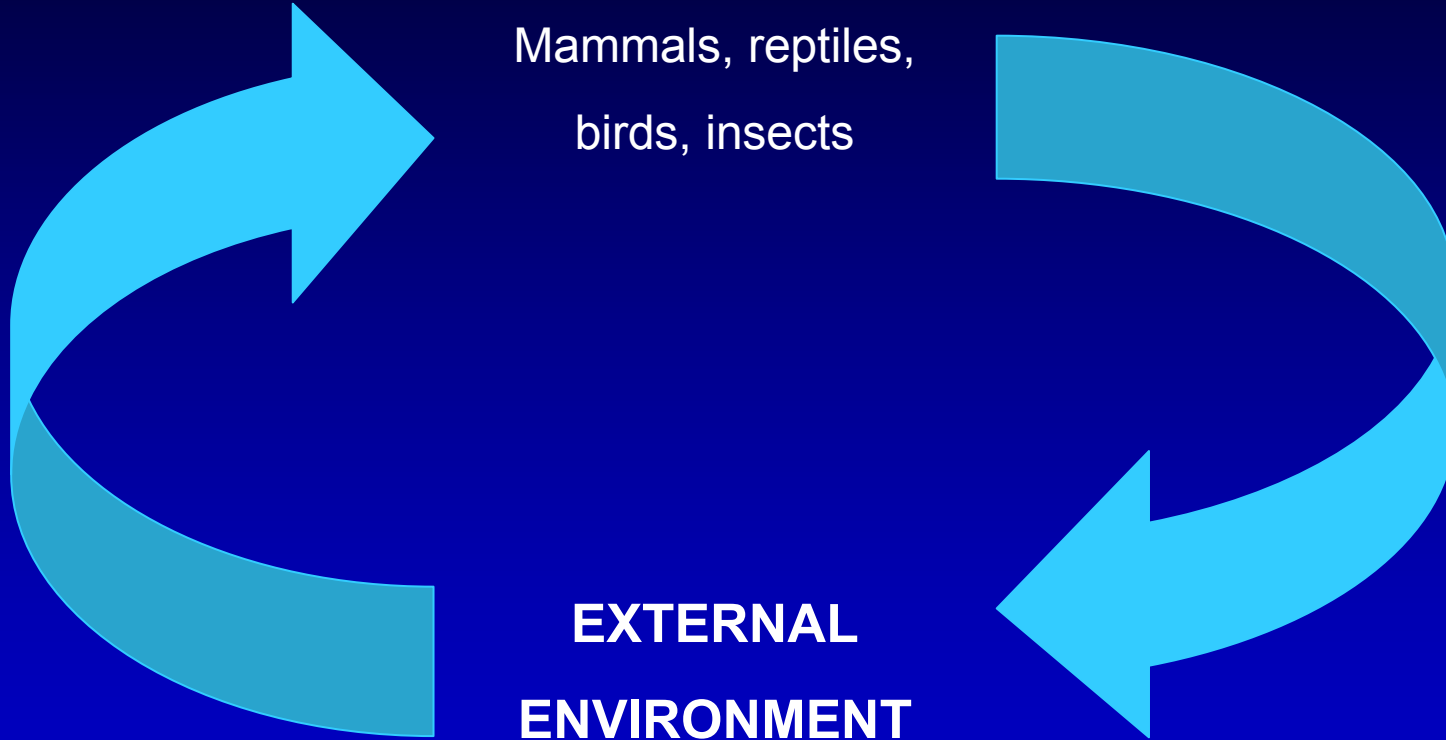 Mammals, reptiles,
birds, insects
EXTERNAL
ENVIRONMENT